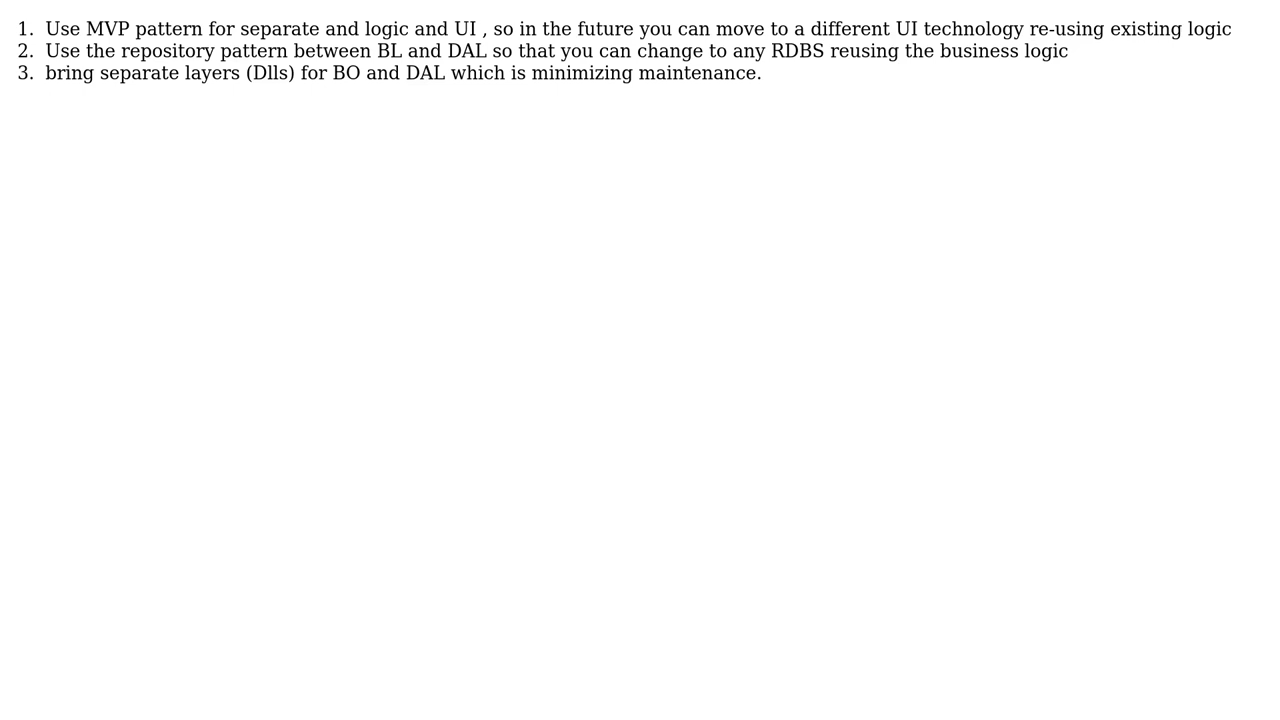 1. Use MVP pattern for separate and logic and UI , so in the future you can move to a different UI technology re-using existing logic
2. Use the repository pattern between BL and DAL so that you can change to any RDBS reusing the business logic
3. bring separate layers (Dlls) for BO and DAL which is minimizing maintenance.